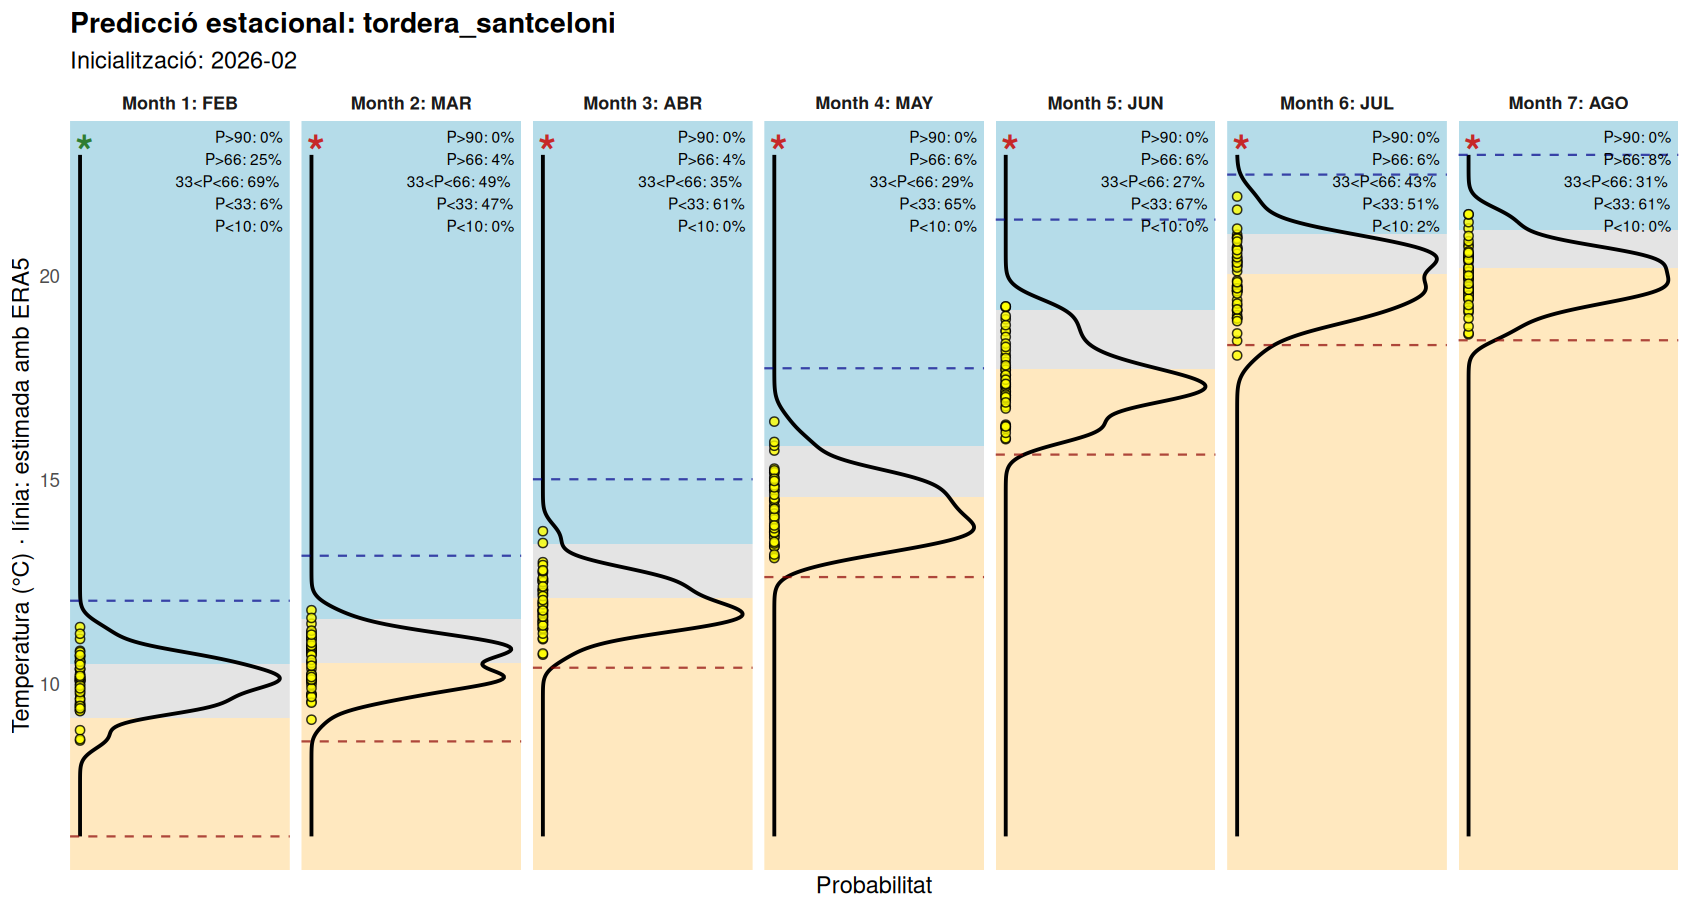 Predicció estacional: tordera_santceloni
Inicialització: 2026-02
Month 1: FEB
Month 2: MAR
Month 3: ABR
Month 4: MAY
Month 5: JUN
Month 6: JUL
Month 7: AGO
*
P>90: 0%
P>66: 25%
33<P<66: 69%
P<33: 6%
P<10: 0%
*
P>90: 0%
P>66: 4%
33<P<66: 49%
P<33: 47%
P<10: 0%
*
P>90: 0%
P>66: 4%
33<P<66: 35%
P<33: 61%
P<10: 0%
*
P>90: 0%
P>66: 6%
33<P<66: 29%
P<33: 65%
P<10: 0%
*
P>90: 0%
P>66: 6%
33<P<66: 27%
P<33: 67%
P<10: 0%
*
P>90: 0%
P>66: 6%
33<P<66: 43%
P<33: 51%
P<10: 2%
*
P>90: 0%
P>66: 8%
33<P<66: 31%
P<33: 61%
P<10: 0%
20
15
10
Temperatura (°C) · línia: estimada amb ERA5
Probabilitat